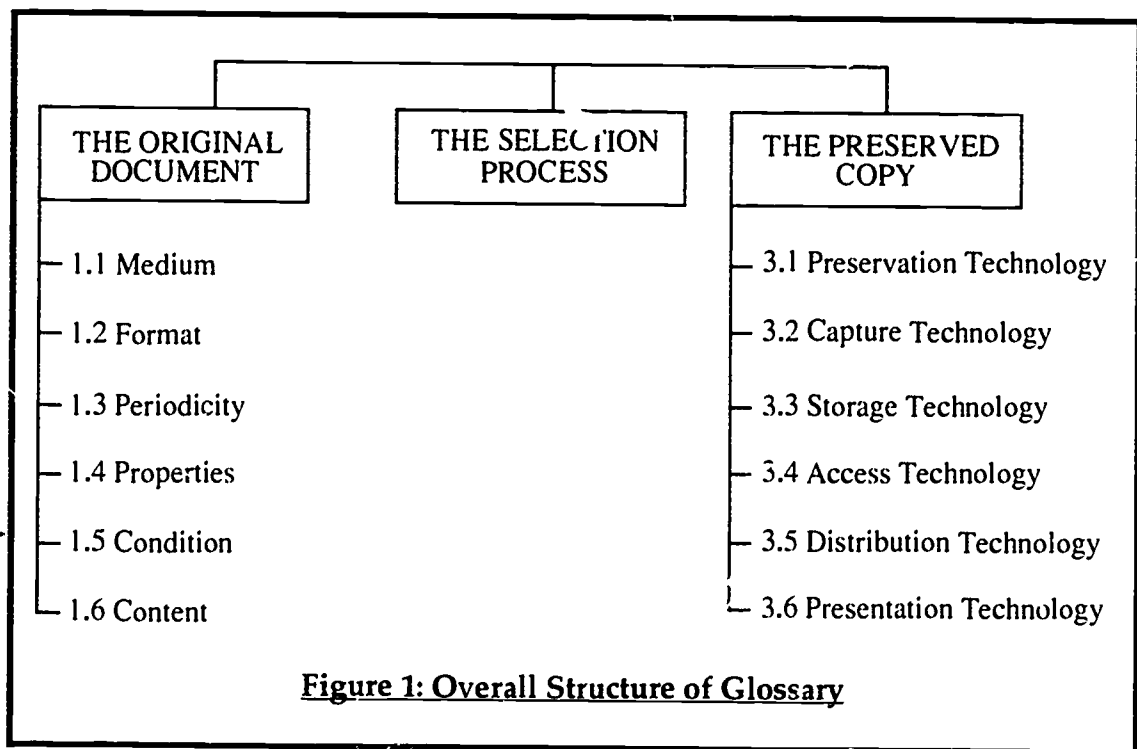 THE ORIGINAL
DOCUMENT
1.1 Medium
1.2 Format
1.3 Periodicity
1.4 Properties
1.5 Condition
1.6 Content
THE SELECTION
PROCESS
THE PRESERVED
COPY
3.1 Preservation Technology
3.2 Capture Technology
3.3 Storage Technology
3.4 Access Technology
3.5 Distribution Technology
3.6 Presentation Technology
Figure 1: Overall Structure of Glossary